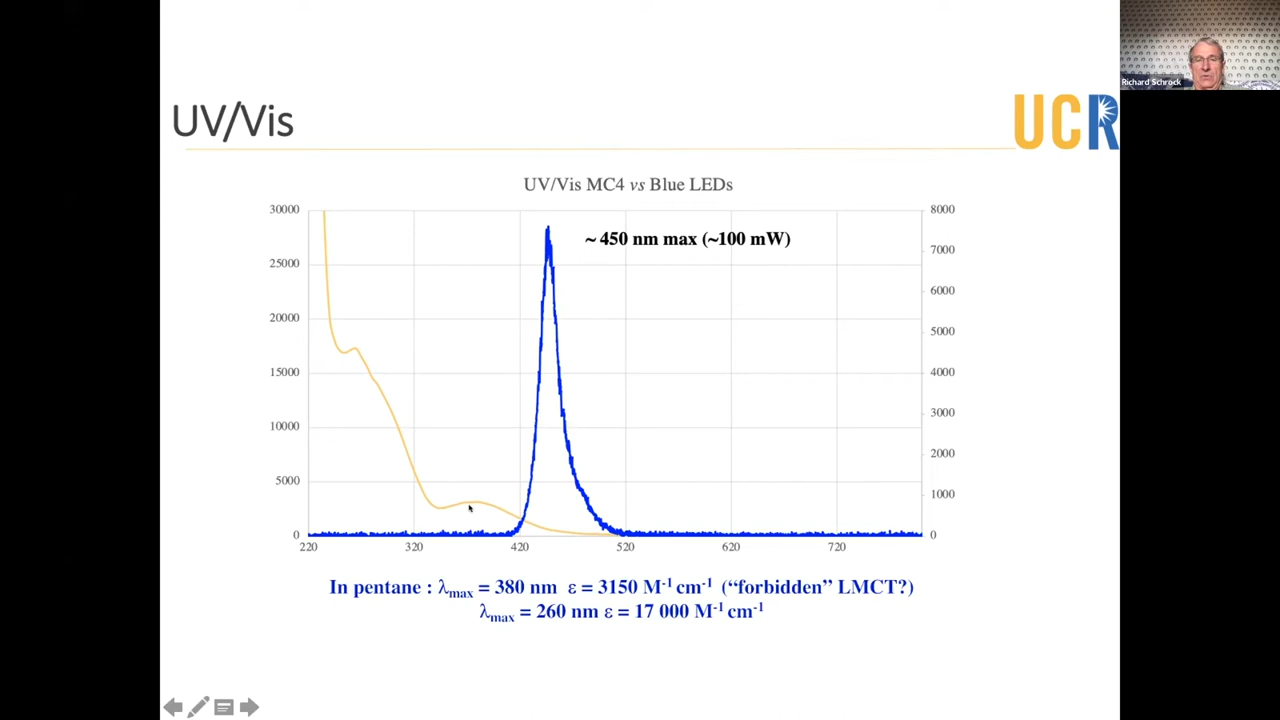 Richard Schrock
UV/Vis
UCR
UV/Vis MC4 vs Blue LEDs
30000
25000
20000
15000
10000
5000
0
~ 450 nm max (~100 mW)
8000
7000
6000
5000
4000
3000
2000
1000
0
220 320 420 520 620 720
In pentane : λmax = 380 nm ε = 3150 M⁻¹ cm⁻¹ (“forbidden” LMCT?)
λmax = 260 nm ε = 17 000 M⁻¹ cm⁻¹